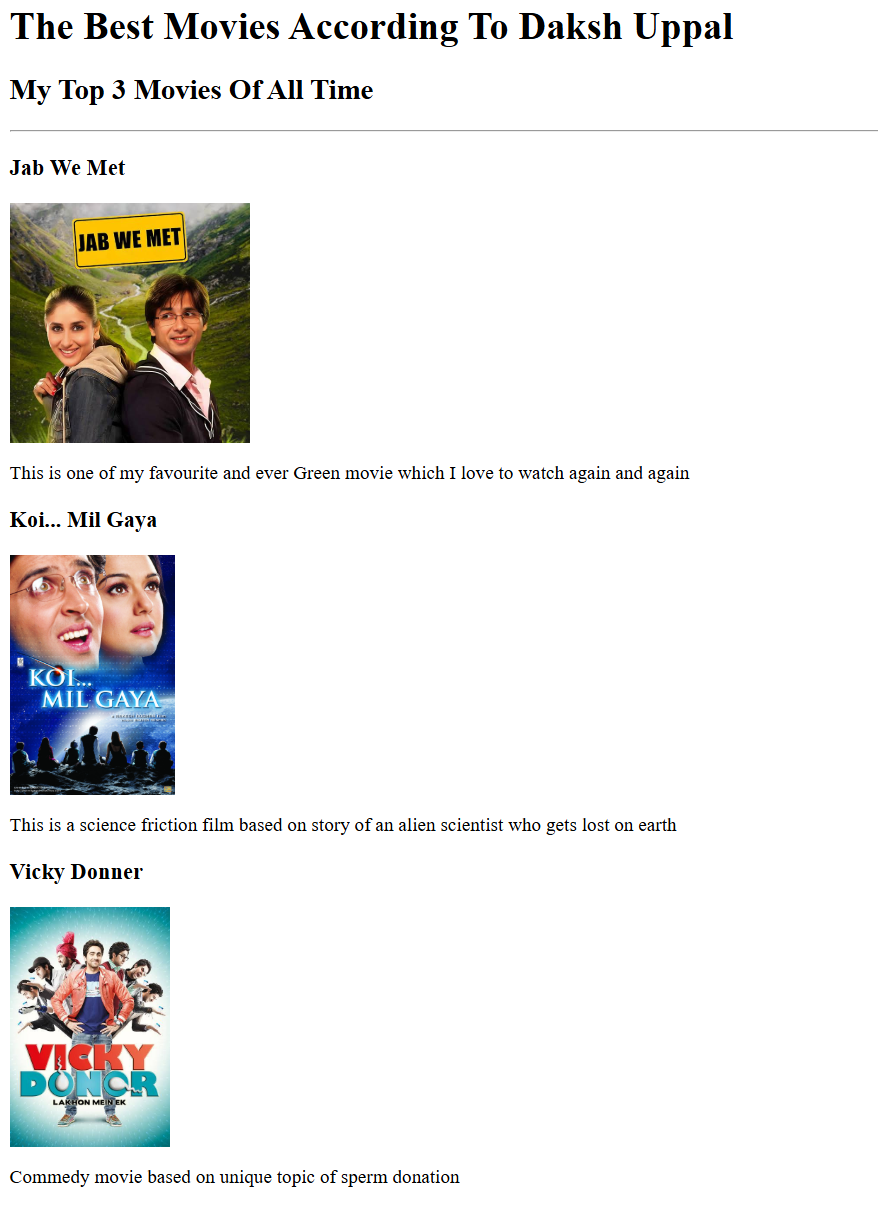 The Best Movies According To Daksh Uppal
My Top 3 Movies Of All Time
Jab We Met
JAB WE MET
This is one of my favourite and ever Green movie which I love to watch again and again
Koi... Mil Gaya
KOI...
MIL GAYA
This is a science friction film based on story of an alien scientist who gets lost on earth
Vicky Donner
VICKY
DONOR
LAKHON MEIN EK
Commedy movie based on unique topic of sperm donation